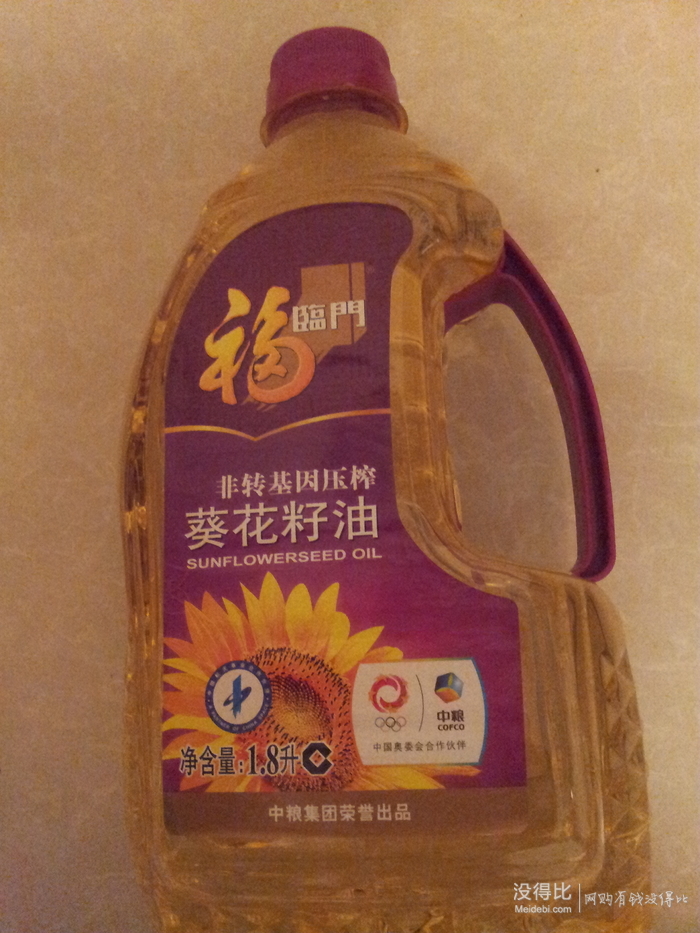 福臨門
非转基因压榨
葵花籽油
SUNFLOWERSEED OIL
中
中粮
COFCO
中国奥委会合作伙伴
净含量:1.8升
中粮集团荣誉出品
没得比
Meidebi.com
网购有钱没得比